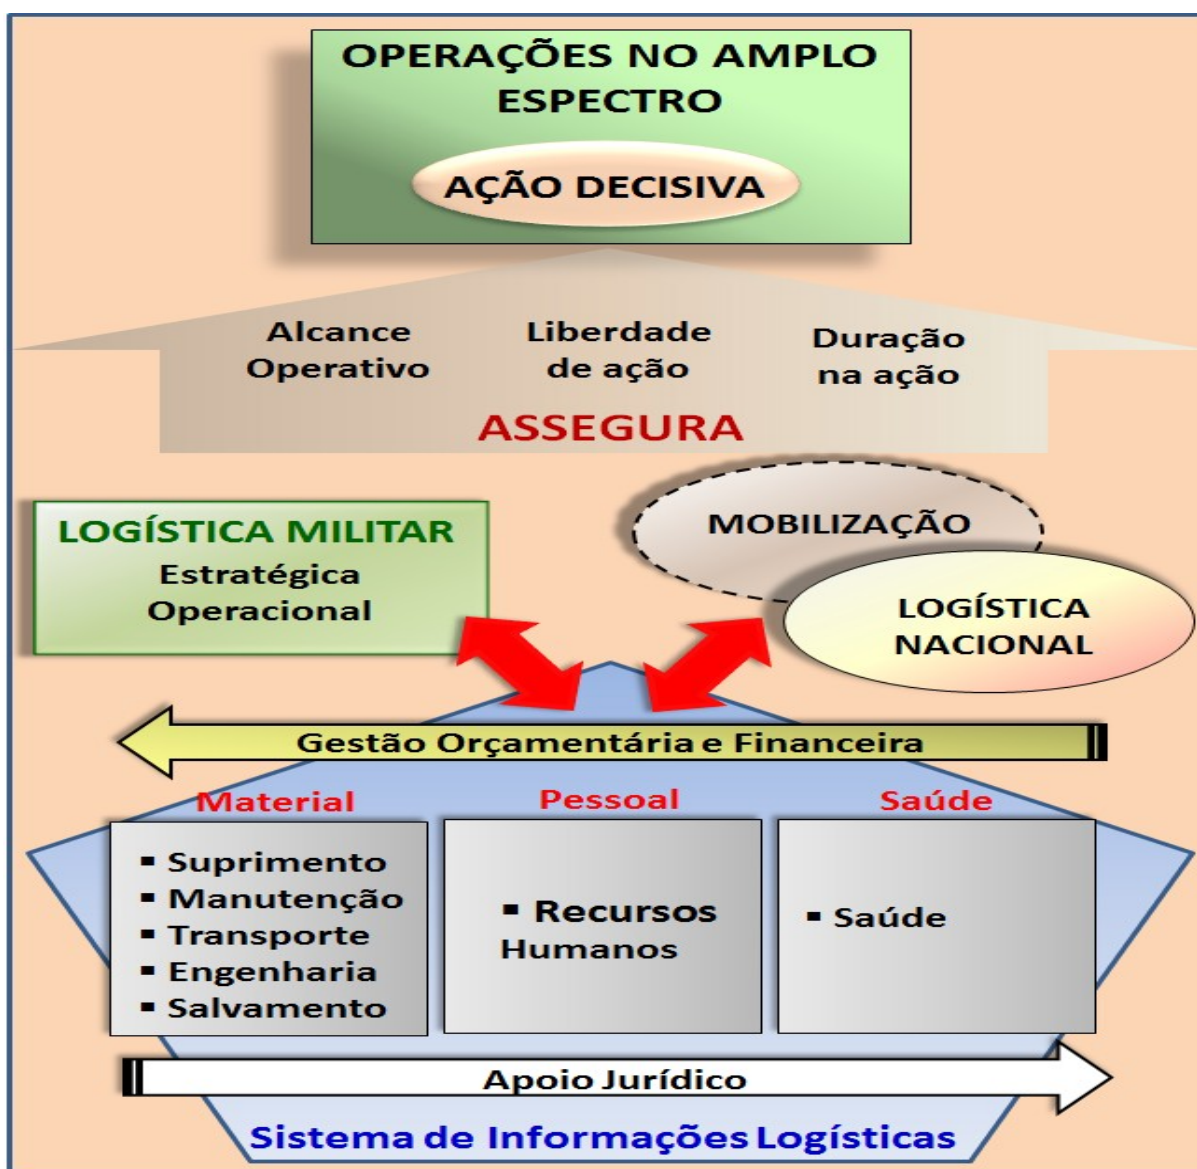 OPERAÇÕES NO AMPLO
ESPECTRO
AÇÃO DECISIVA
Alcance
Operativo
Liberdade
de ação
Duração
na ação
ASSEGURA
LOGÍSTICA MILITAR
Estratégica
Operacional
MOBILIZAÇÃO
LOGÍSTICA
NACIONAL
Gestão Orçamentária e Financeira
Material
▪ Suprimento
▪ Manutenção
▪ Transporte
▪ Engenharia
▪ Salvamento
Pessoal
▪ Recursos
Humanos
Saúde
▪ Saúde
Apoio Jurídico
Sistema de Informações Logísticas